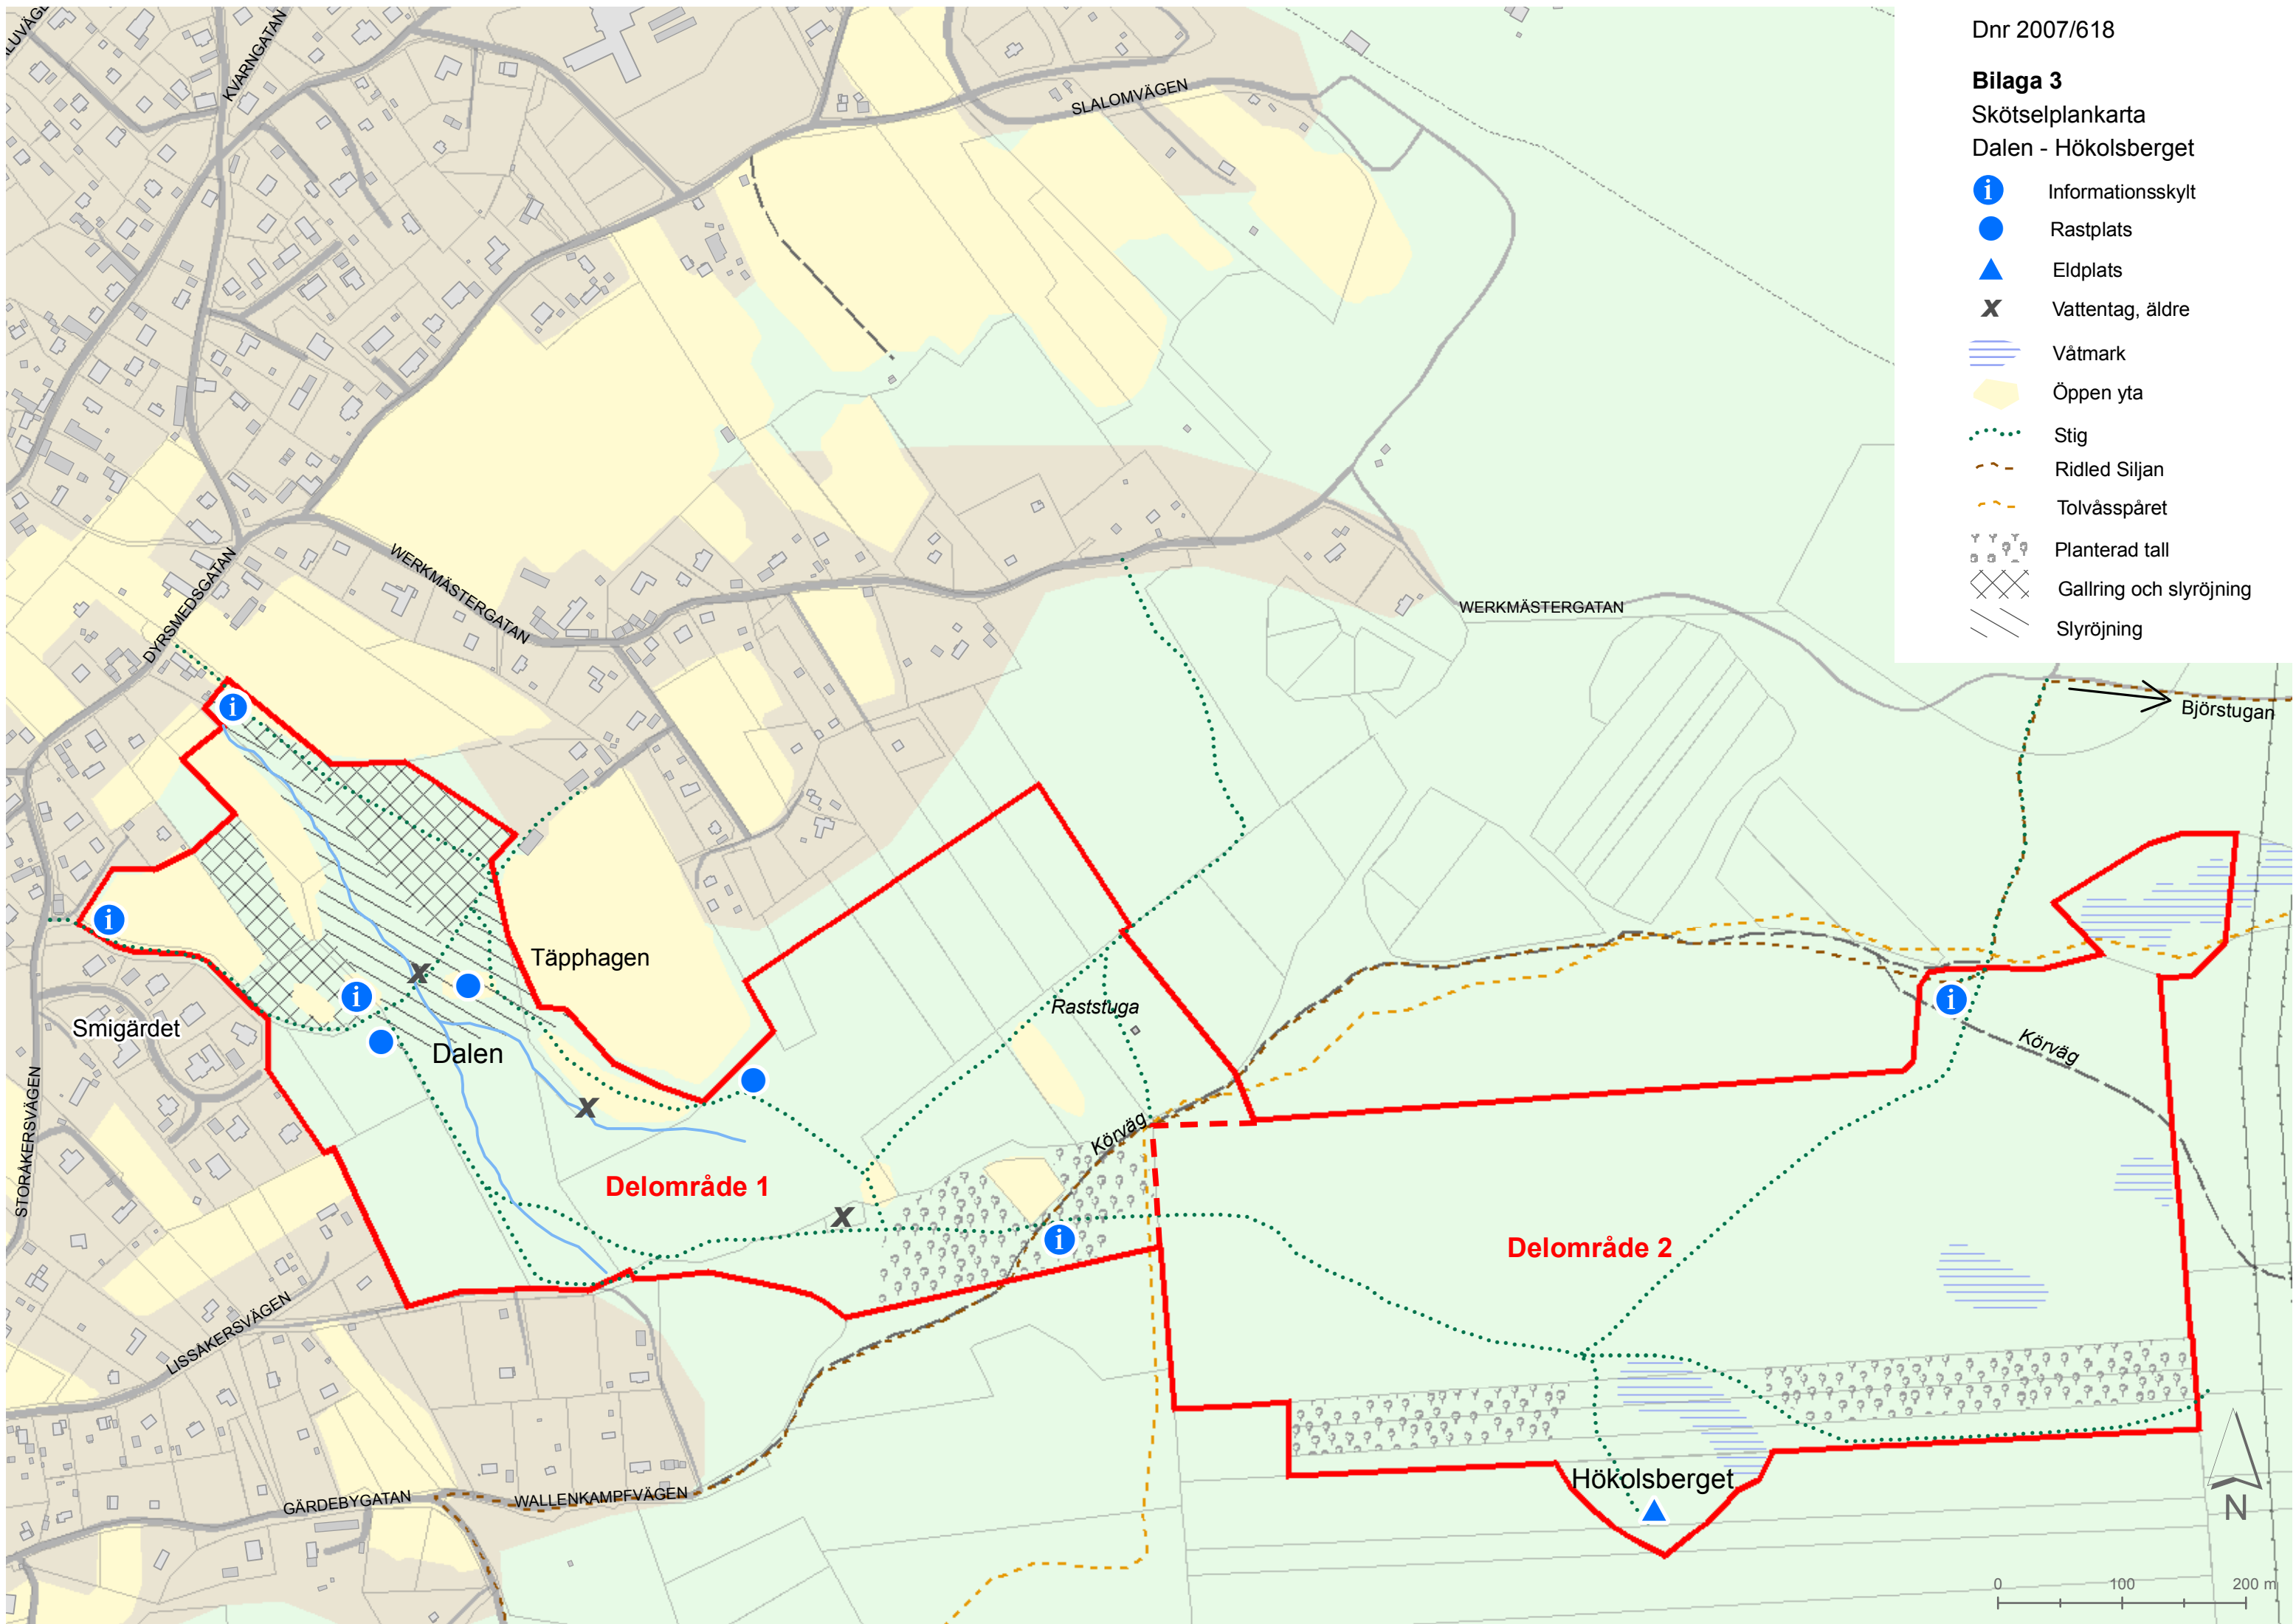 Dnr 2007/618
Bilaga 3
Skötselplankarta
Dalen - Hökolsberget
Informationsskylt
Rastplats
Eldplats
Vattentag, äldre
Våtmark
Öppen yta
Stig
Ridled Siljan
Tolvåsspåret
Planterad tall
Gallring och slyröjning
Slyröjning
KVARNGATAN
SLALOMVÄGEN
WERKMÄSTERGATAN
DYRSMEDSGATAN
WERKMÄSTERGATAN
Björstugan
i
i
i
i
i
X
X
X
Täpphagen
Raststuga
Smigärdet
Dalen
Körväg
Körväg
STORÅKERSVÄGEN
Delområde 1
Delområde 2
LISSÅKERSVÄGEN
Hökolsberget
GÄRDEBYGATAN
WALLENKAMPFVÄGEN
N
0 100 200 m